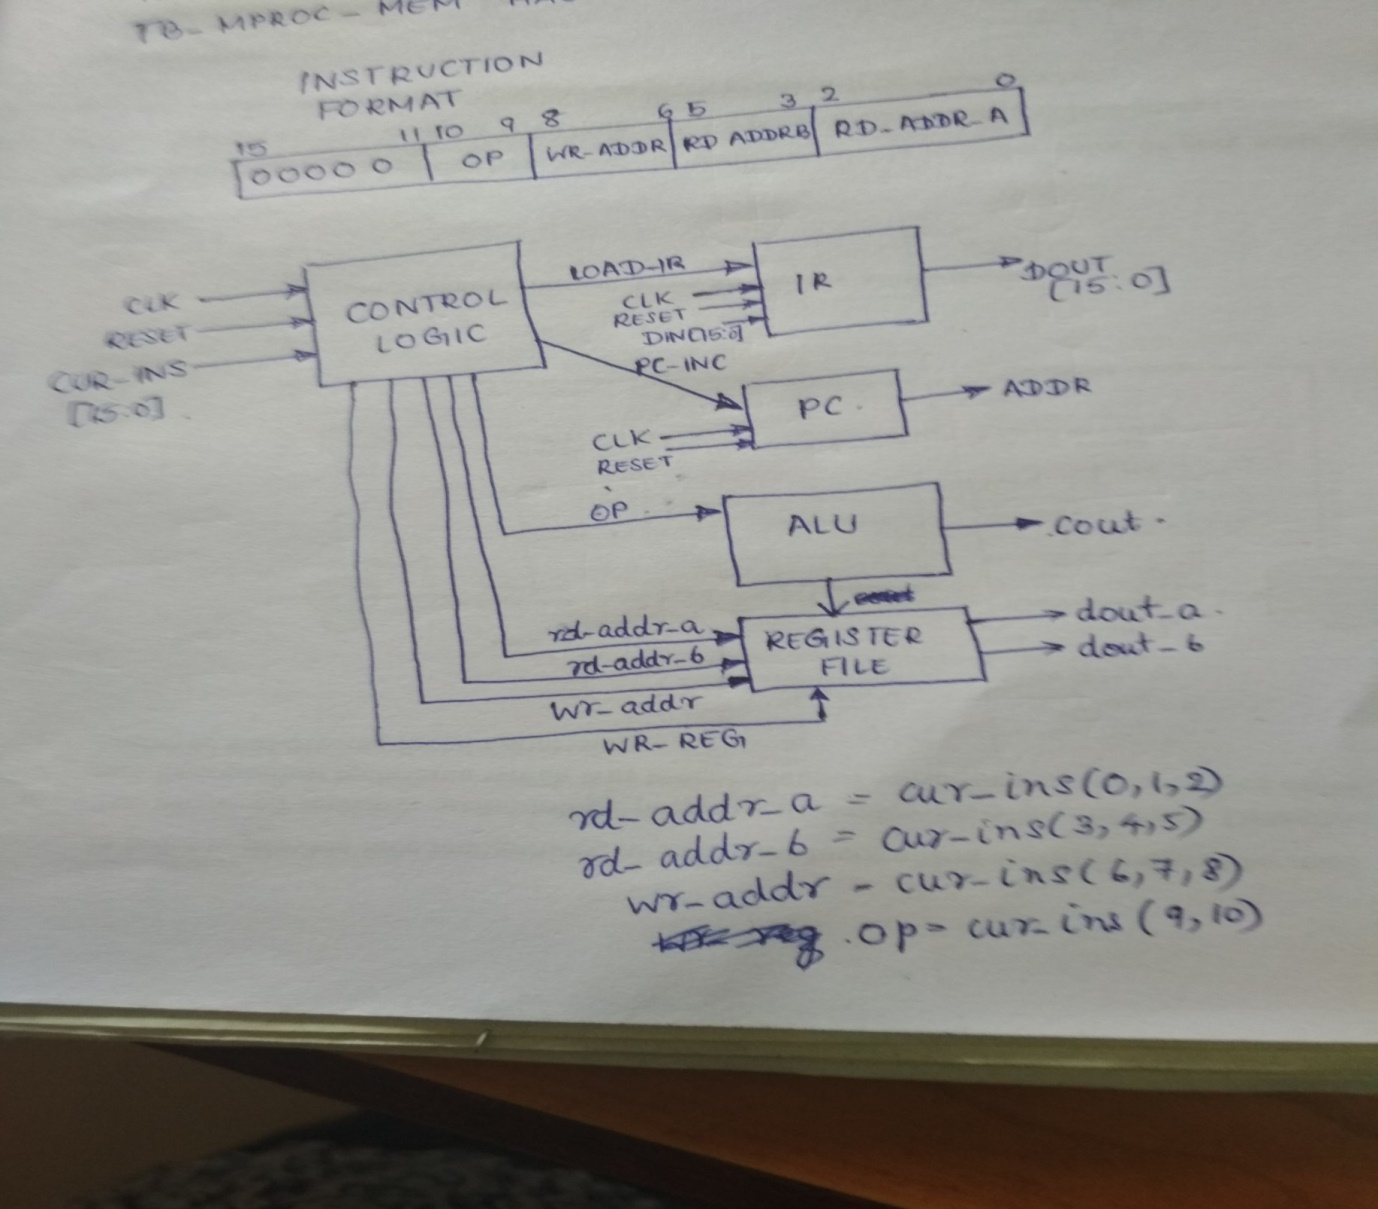 TB- MPROC - MEM
INSTRUCTION
FORMAT
15 11 10 9 8 6 5 3 2 0
00000 OP WR-ADDR RD ADDRB RD-ADDR-A
CLK
RESET
CUR-INS
[15:0]
CONTROL
LOGIC
LOAD-IR
CLK
RESET
DIN[15:0]
IR
DOUT
[15:0]
PC-INC
CLK
RESET
PC
ADDR
OP
ALU
cout
rd-addr-a
rd-addr-b
wr-addr
WR-REG
REGISTER
FILE
dout-a
dout-b
rd-addr-a = cur-ins(0,1,2)
rd-addr-b = cur-ins(3,4,5)
wr-addr - cur-ins(6,7,8)
op= cur-ins (9,10)